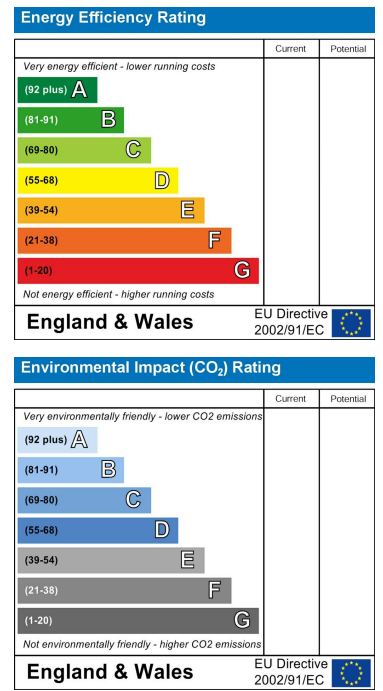 Energy Efficiency Rating
Current Potential
Very energy efficient - lower running costs
(92 plus) A
(81-91) B
(69-80) C
(55-68) D
(39-54) E
(21-38) F
(1-20) G
Not energy efficient - higher running costs
England & Wales
EU Directive
2002/91/EC
Environmental Impact (CO₂) Rating
Current Potential
Very environmentally friendly - lower CO2 emissions
(92 plus) A
(81-91) B
(69-80) C
(55-68) D
(39-54) E
(21-38) F
(1-20) G
Not environmentally friendly - higher CO2 emissions
England & Wales
EU Directive
2002/91/EC